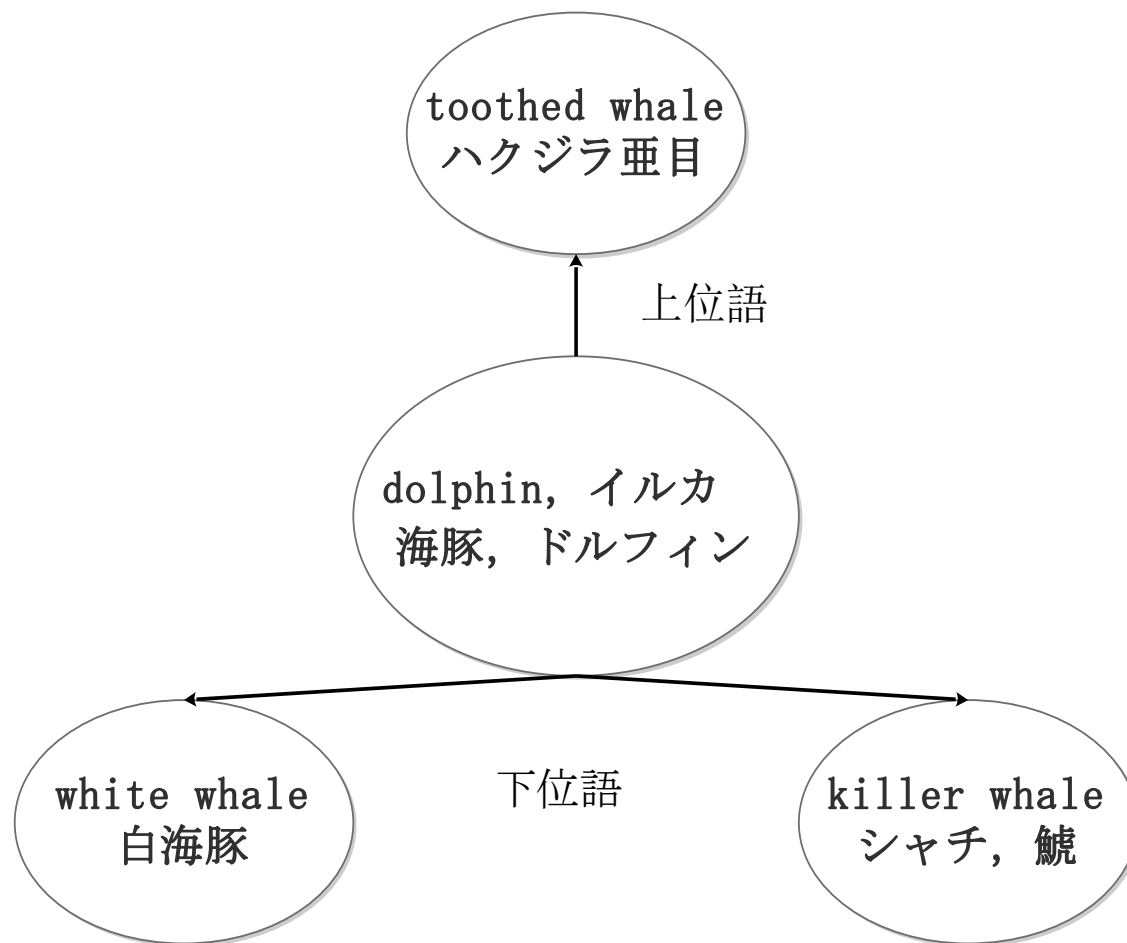 toothed whale
ハクジラ亜目
上位語
dolphin, イルカ
海豚, ドルフィン
下位語
white whale
白海豚
killer whale
シャチ, 鯱